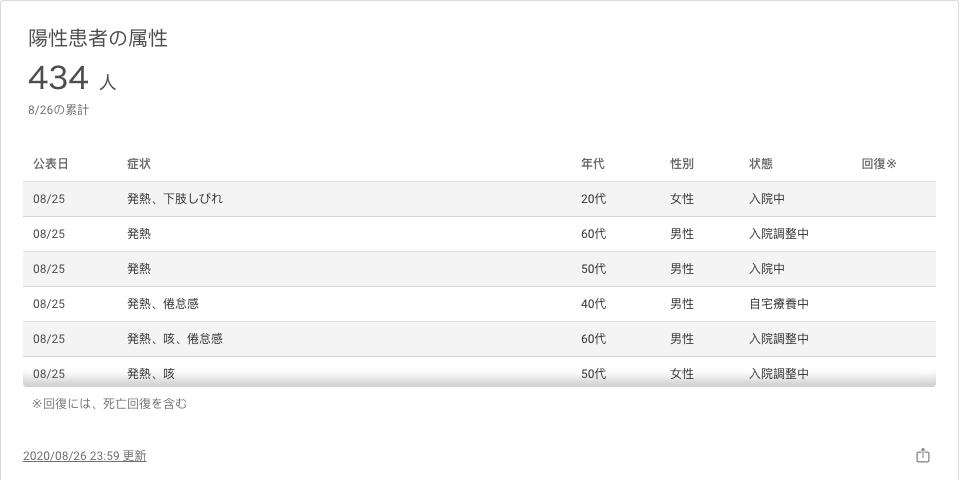 陽性患者の属性
434 人
8/26の累計
公表日 症状 年代 性別 状態 回復※
08/25 発熱、下肢しびれ 20代 女性 入院中
08/25 発熱 60代 男性 入院調整中
08/25 発熱 50代 男性 入院中
08/25 発熱、倦怠感 40代 男性 自宅療養中
08/25 発熱、咳、倦怠感 60代 男性 入院調整中
08/25 発熱、咳 50代 女性 入院調整中
※回復には、死亡回復を含む
2020/08/26 23:59 更新